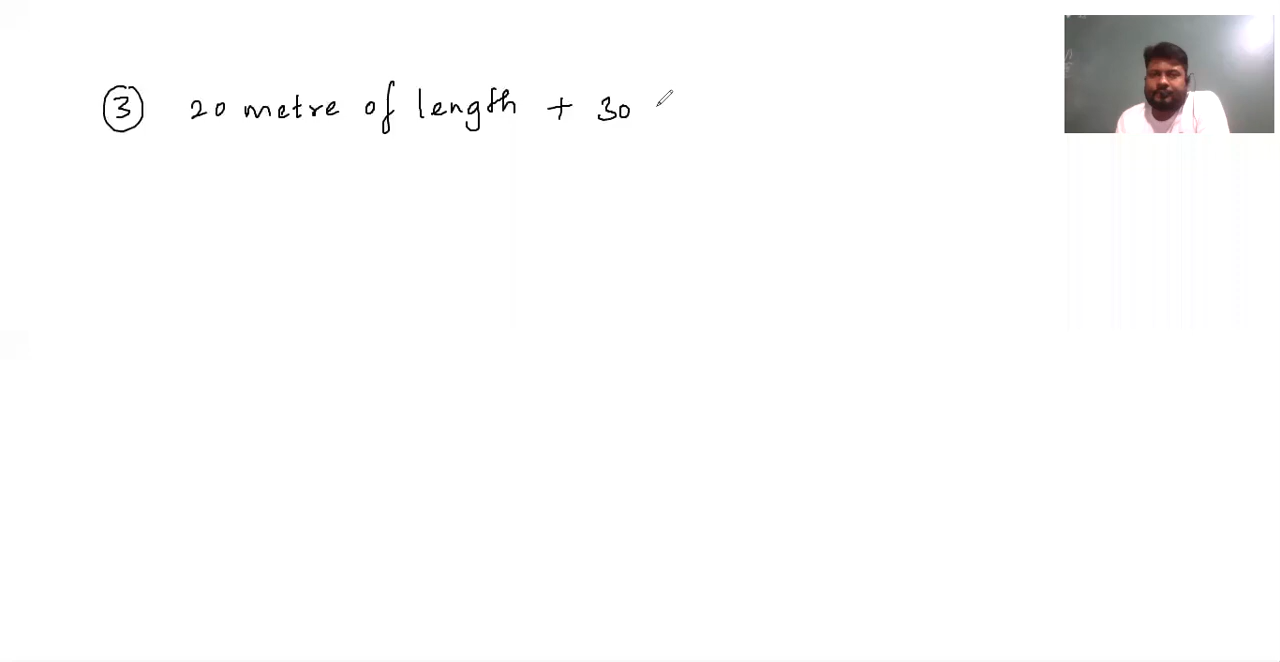 ③ 20 metre of length + 30